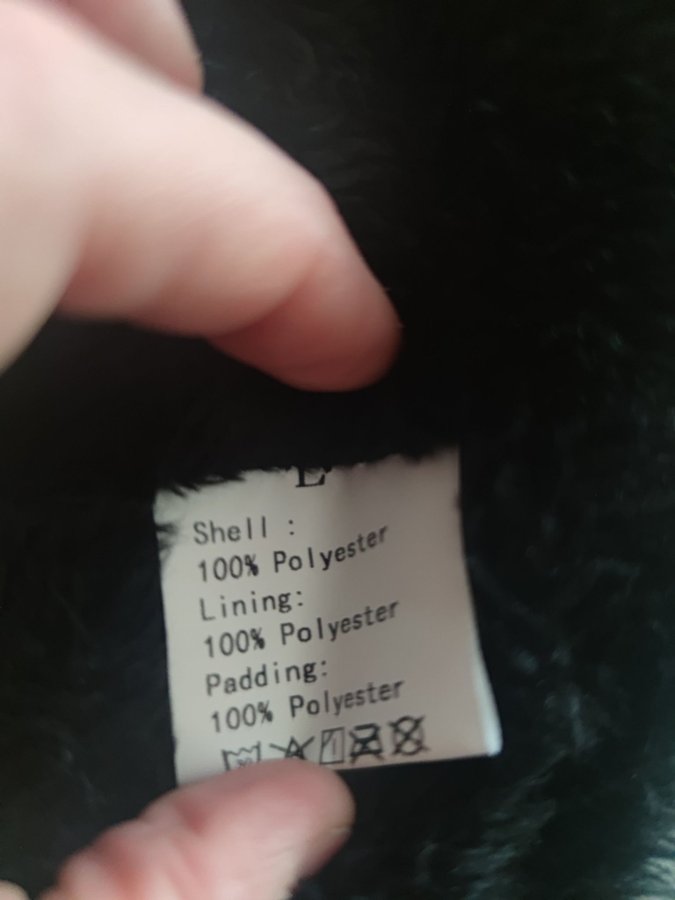 L
Shell :
100% Polyester
Lining:
100% Polyester
Padding:
100% Polyester